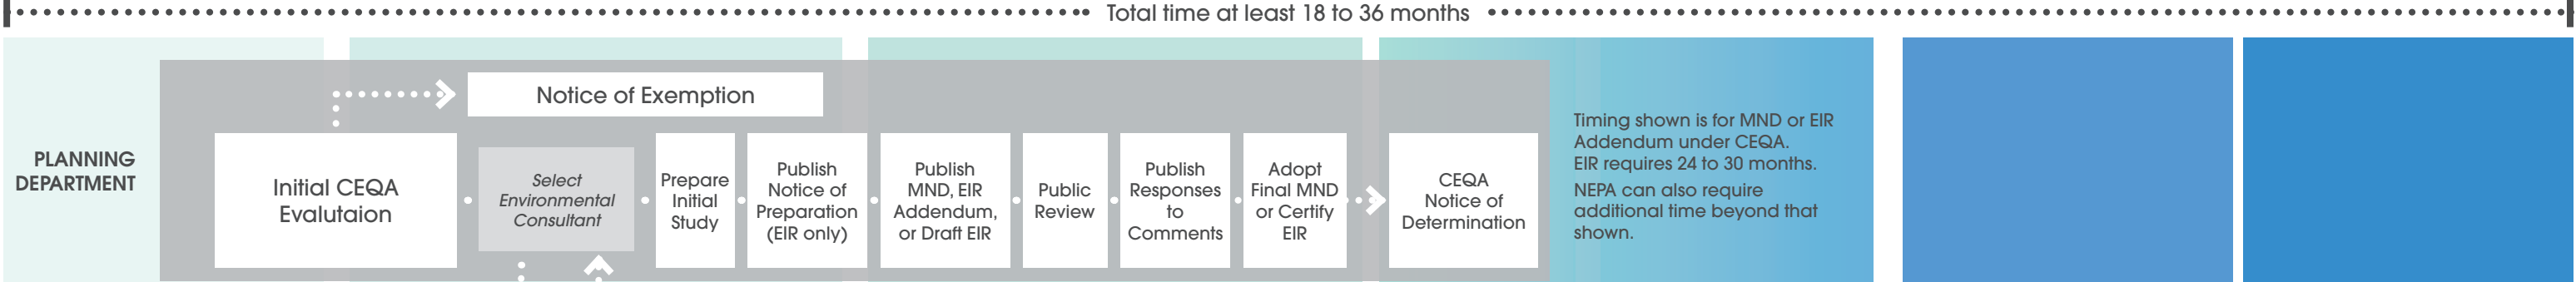 Total time at least 18 to 36 months
PLANNING
DEPARTMENT
Notice of Exemption
Initial CEQA
Evalutaion
Select
Environmental
Consultant
Prepare
Initial
Study
Publish
Notice of
Preparation
(EIR only)
Publish
MND, EIR
Addendum,
or Draft EIR
Public
Review
Publish
Responses
to
Comments
Adopt
Final MND
or Certify
EIR
CEQA
Notice of
Determination
Timing shown is for MND or EIR
Addendum under CEQA.
EIR requires 24 to 30 months.
NEPA can also require
additional time beyond that
shown.